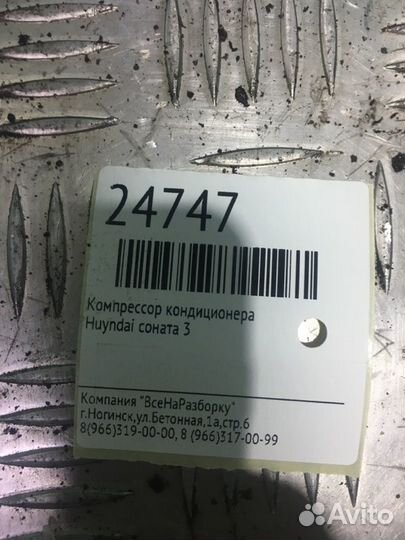 24747
Компрессор кондиционера
Huyndai соната 3
Компания "ВсеНаРазборку"
г.Ногинск,ул.Бетонная,1а,стр.6
8(966)319-00-00, 8 (966)317-00-99
Avito